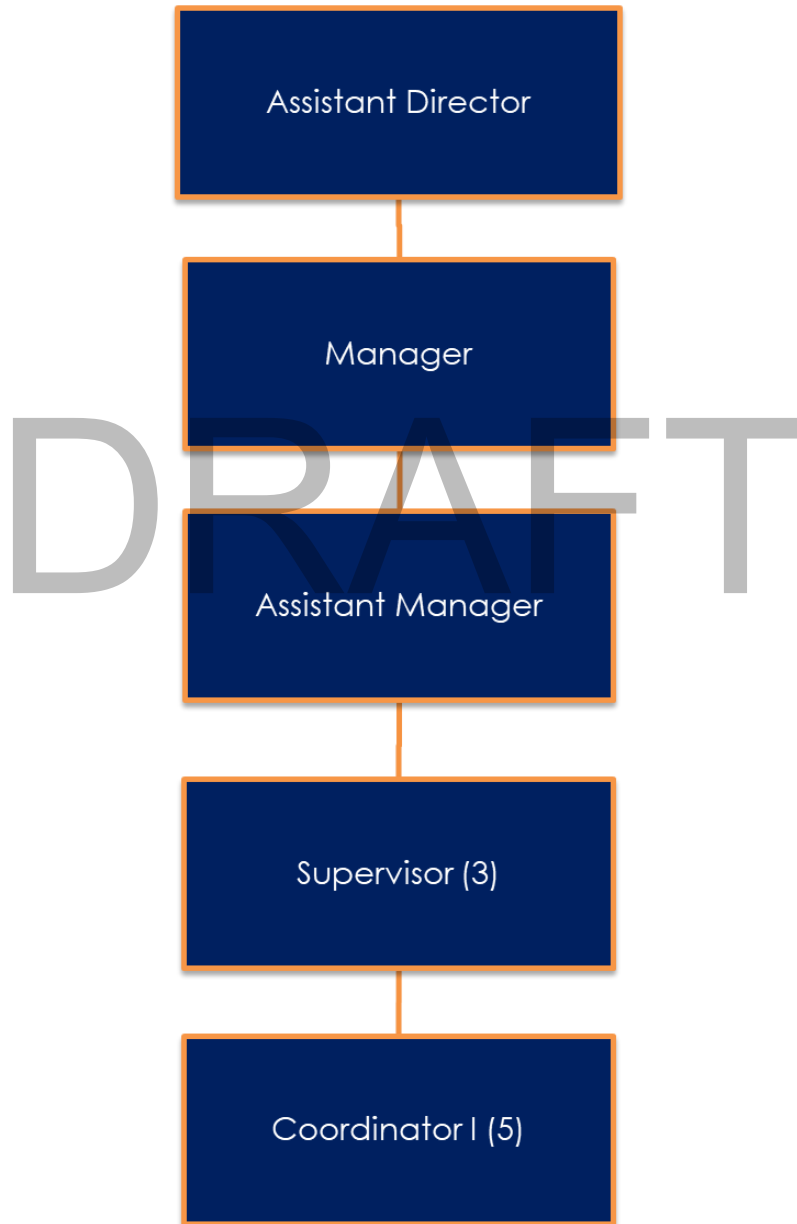 Assistant Director
Manager
DRAFT
Assistant Manager
Supervisor (3)
Coordinator I (5)